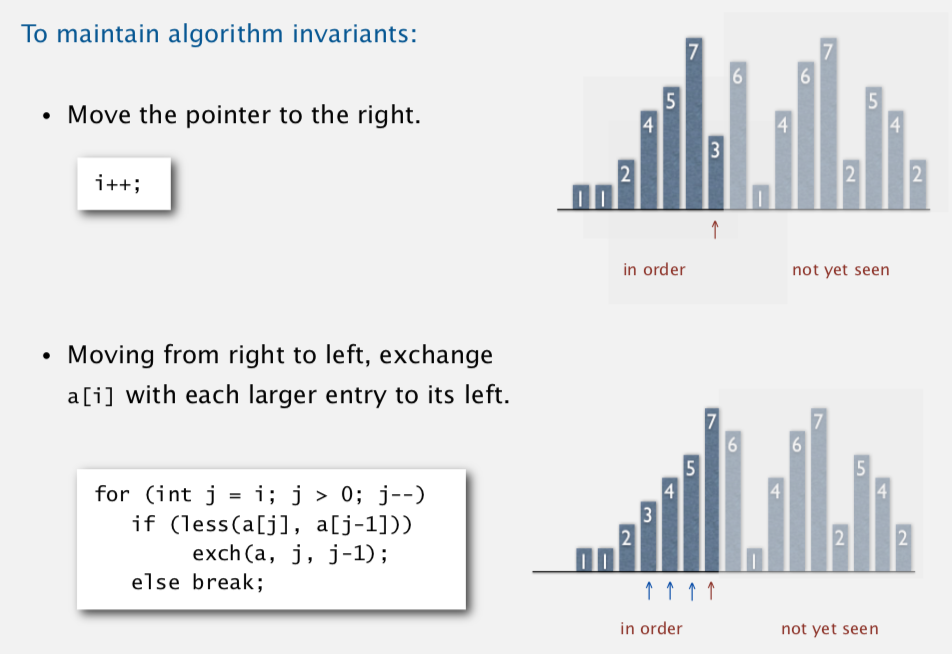 To maintain algorithm invariants:
• Move the pointer to the right.
i++;
1 1 2 4 5 7 3 6 1 4 6 7 2 5 4 2
↑
in order not yet seen
• Moving from right to left, exchange
a[i] with each larger entry to its left.
for (int j = i; j > 0; j--)
if (less(a[j], a[j-1]))
exch(a, j, j-1);
else break;
1 1 2 3 4 5 7 6 1 4 6 7 2 5 4 2
↑ ↑ ↑ ↑
in order not yet seen